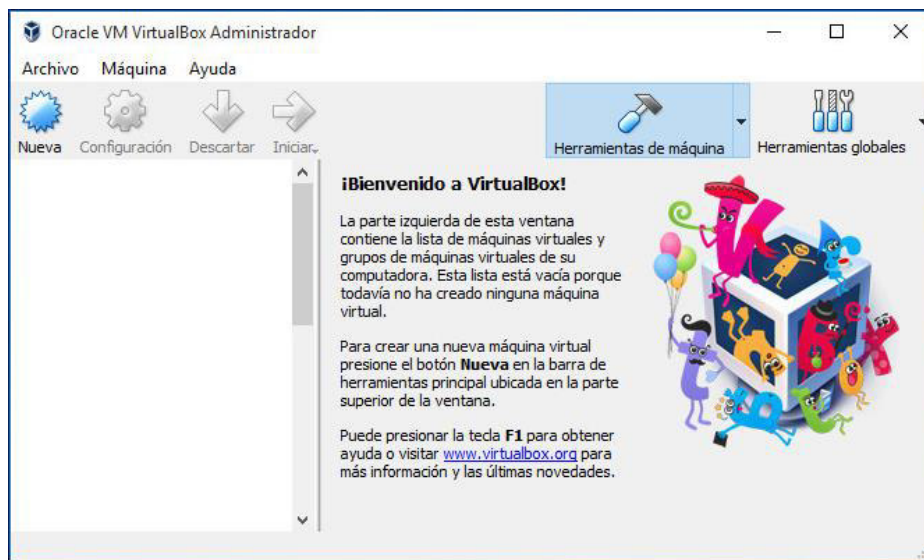 Oracle VM VirtualBox Administrador
Archivo Máquina Ayuda
Nueva Configuración Descartar Iniciar Herramientas de máquina Herramientas globales
¡Bienvenido a VirtualBox!
La parte izquierda de esta ventana
contiene la lista de máquinas virtuales y
grupos de máquinas virtuales de su
computadora. Esta lista está vacía porque
todavía no ha creado ninguna máquina
virtual.
Para crear una nueva máquina virtual
presione el botón Nueva en la barra de
herramientas principal ubicada en la parte
superior de la ventana.
Puede presionar la tecla F1 para obtener
ayuda o visitar www.virtualbox.org para
más información y las últimas novedades.